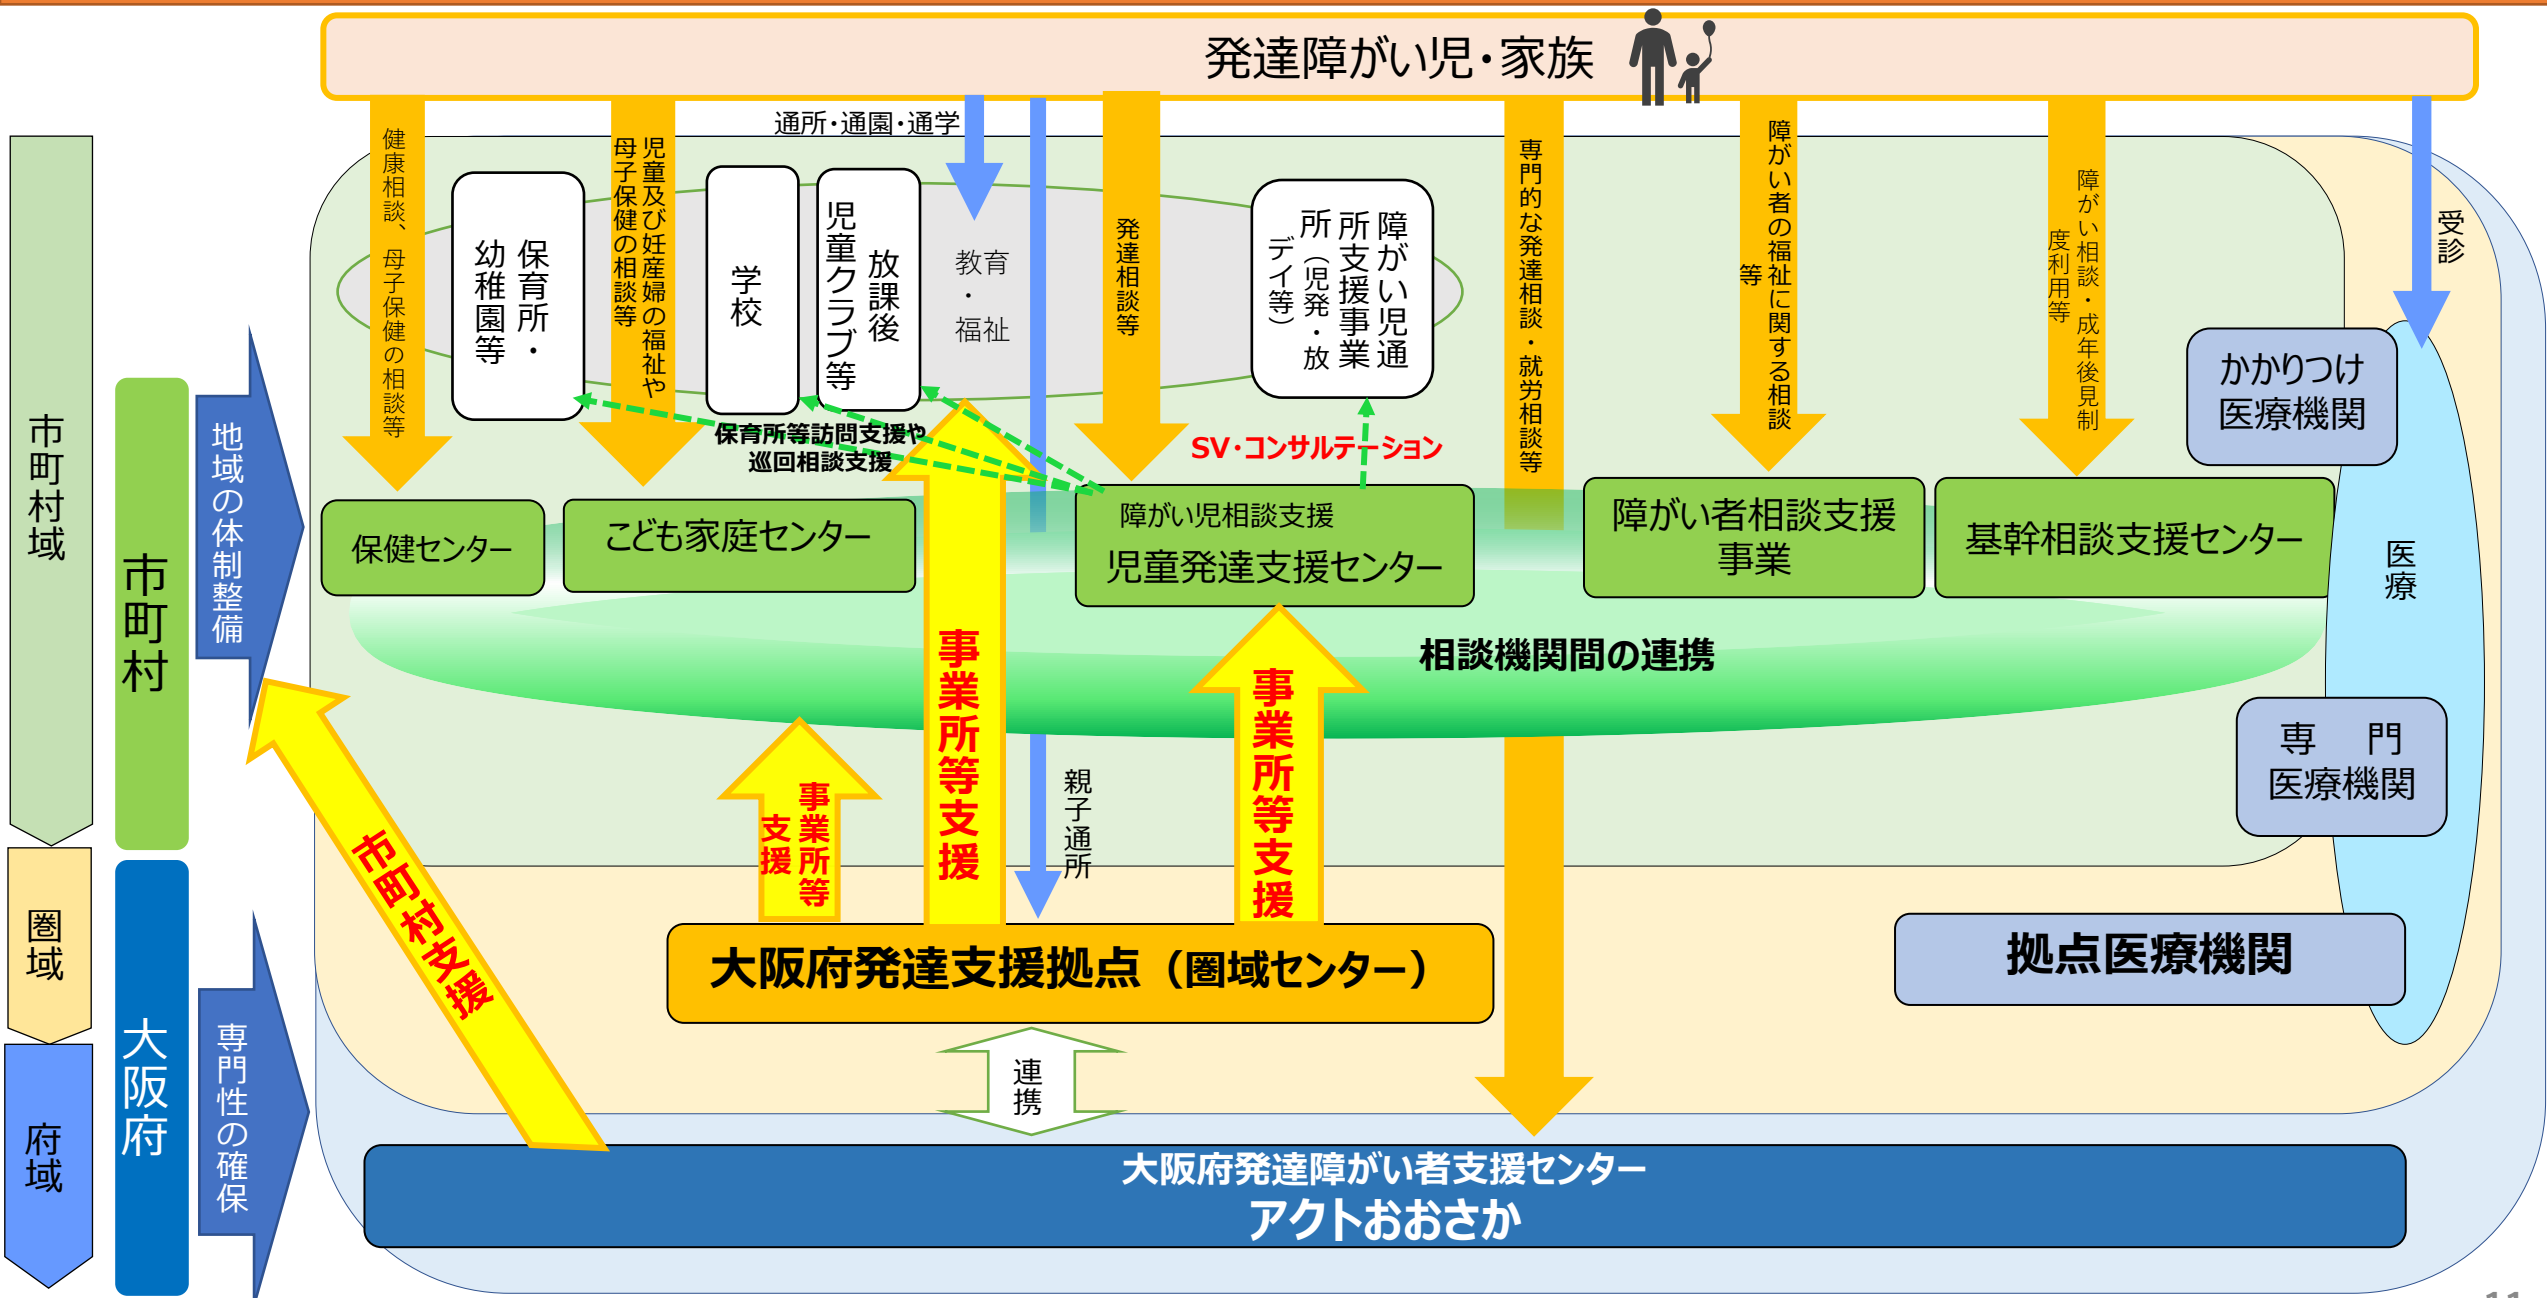 発達障がい児・家族
通所・通園・通学
健康相談、母子保健の相談等
児童及び妊産婦の福祉や
母子保健の相談等
発達相談等
専門的な発達相談・就労相談等
障がい者の福祉に関する相談
等
障がい相談・成年後見制
度利用等
受診
保育所・
幼稚園等
学校
放課後
児童クラブ等
教育
・
福祉
障がい児通
所支援事業
所（児発・放
デイ等）
かかりつけ
医療機関
保育所等訪問支援や
巡回相談支援
SV・コンサルテーション
市町村域
市町村
地域の体制整備
保健センター
こども家庭センター
障がい児相談支援
児童発達支援センター
障がい者相談支援
事業
基幹相談支援センター
医療
相談機関間の連携
事業所等支援
事業所等支援
事業所等
支援
親子通所
専　門
医療機関
市町村支援
圏域
大阪府発達支援拠点（圏域センター）
拠点医療機関
連携
府域
大阪府
専門性の確保
大阪府発達障がい者支援センター
アクトおおさか